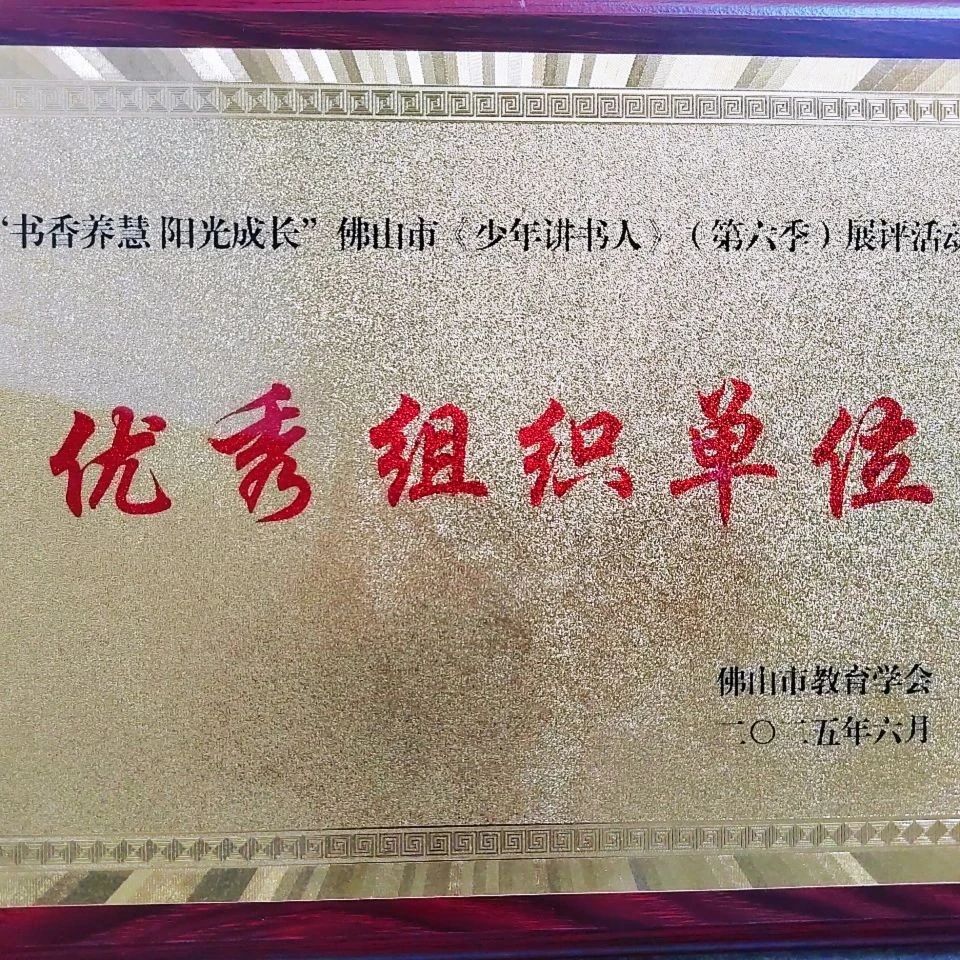 “书香养慧 阳光成长”佛山市《少年讲书人》（第六季）展评活动
优秀组织单位
佛山市教育学会
二〇二五年六月